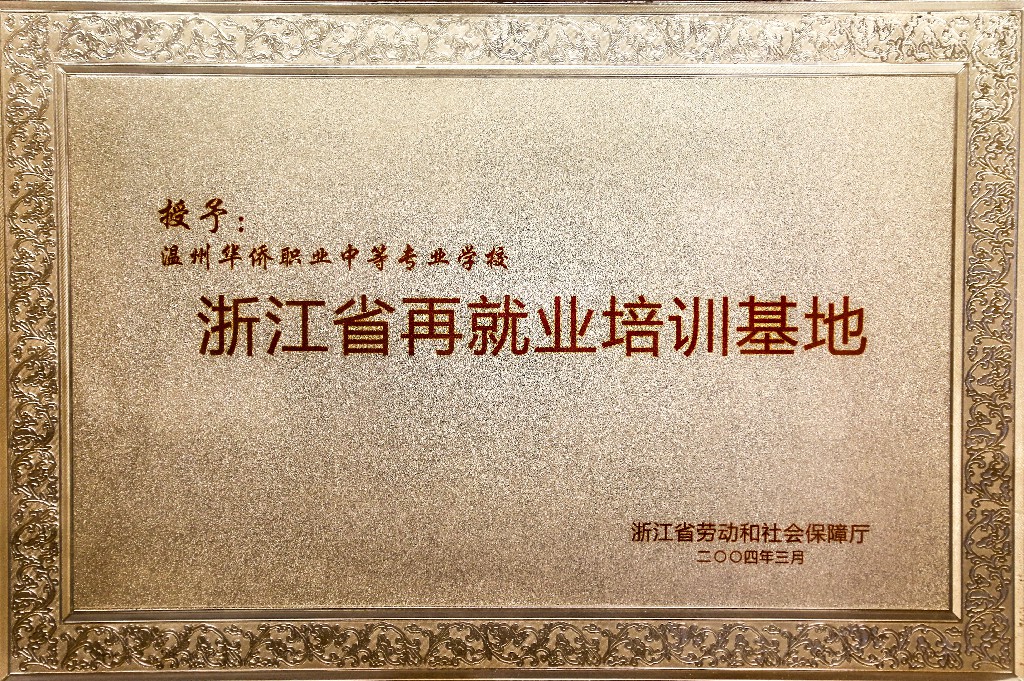 授予：
温州华侨职业中等专业学校
浙江省再就业培训基地
浙江省劳动和社会保障厅
二〇〇四年三月